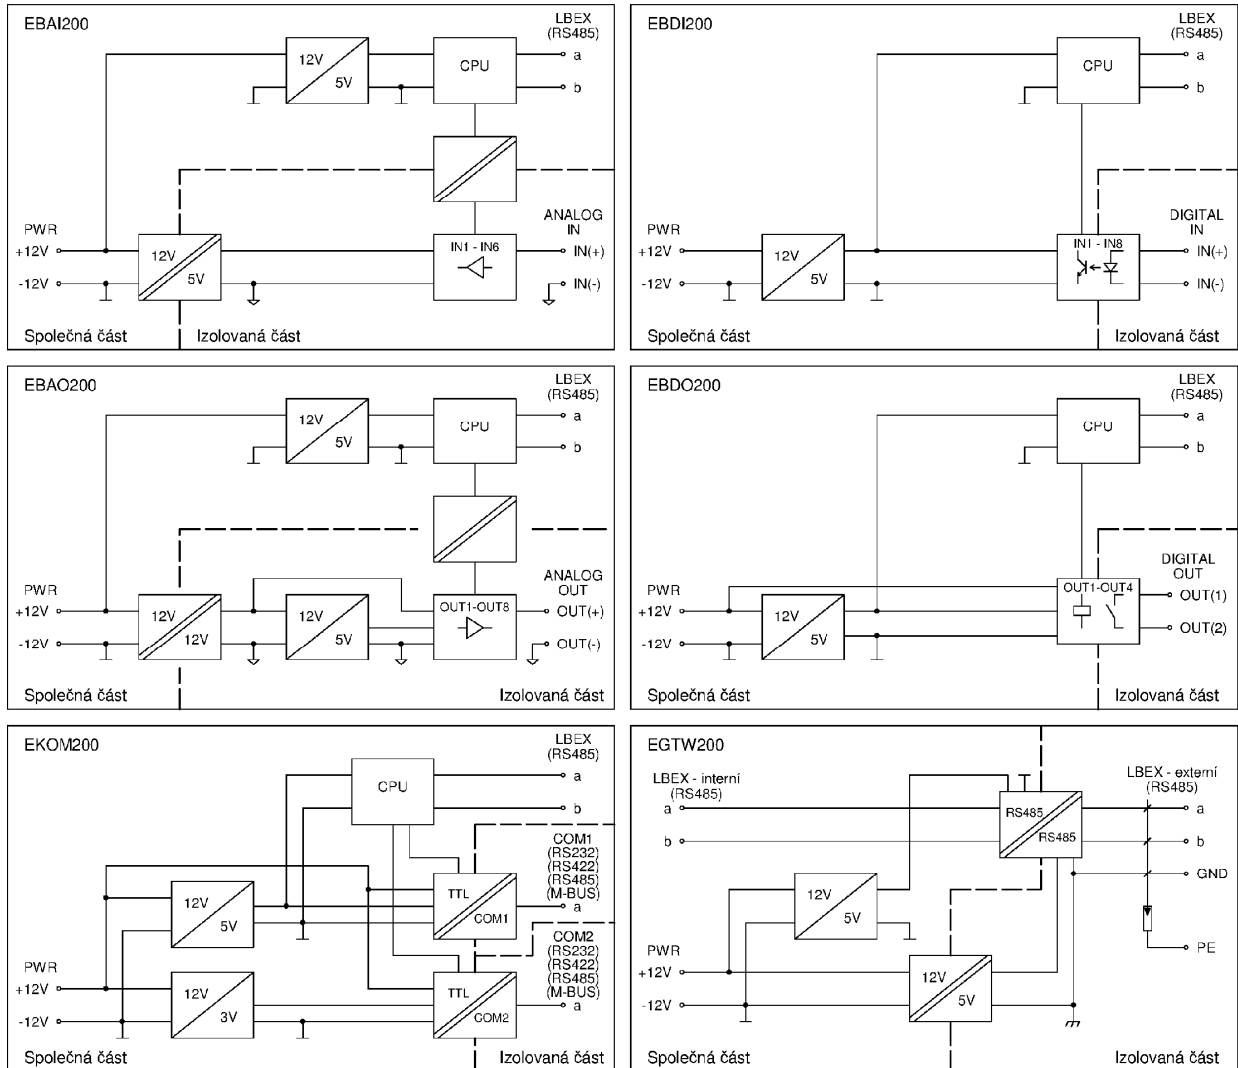 EBAI200
LBEX
(RS485)
12V
5V
CPU
a
b
ANALOG
IN
PWR
+12V
-12V
12V
5V
IN1 - IN6
IN(+)
IN(-)
Společná část
Izolovaná část
EBDI200
LBEX
(RS485)
CPU
a
b
DIGITAL
IN
PWR
+12V
-12V
12V
5V
IN1 - IN8
IN(+)
IN(-)
Společná část
Izolovaná část
EBAO200
LBEX
(RS485)
12V
5V
CPU
a
b
ANALOG
OUT
PWR
+12V
-12V
12V
12V
12V
5V
OUT1-OUT8
OUT(+)
OUT(-)
Společná část
Izolovaná část
EBDO200
LBEX
(RS485)
CPU
a
b
DIGITAL
OUT
PWR
+12V
-12V
12V
5V
OUT1-OUT4
OUT(1)
OUT(2)
Společná část
Izolovaná část
EKOM200
LBEX
(RS485)
CPU
a
b
COM1
(RS232)
(RS422)
(RS485)
(M-BUS)
a
12V
5V
TTL
COM1
COM2
(RS232)
(RS422)
(RS485)
(M-BUS)
a
PWR
+12V
-12V
12V
3V
TTL
COM2
Společná část
Izolovaná část
EGTW200
LBEX - interní
(RS485)
a
b
LBEX - externí
(RS485)
RS485
RS485
a
b
GND
PE
12V
5V
PWR
+12V
-12V
12V
5V
Společná část
Izolovaná část